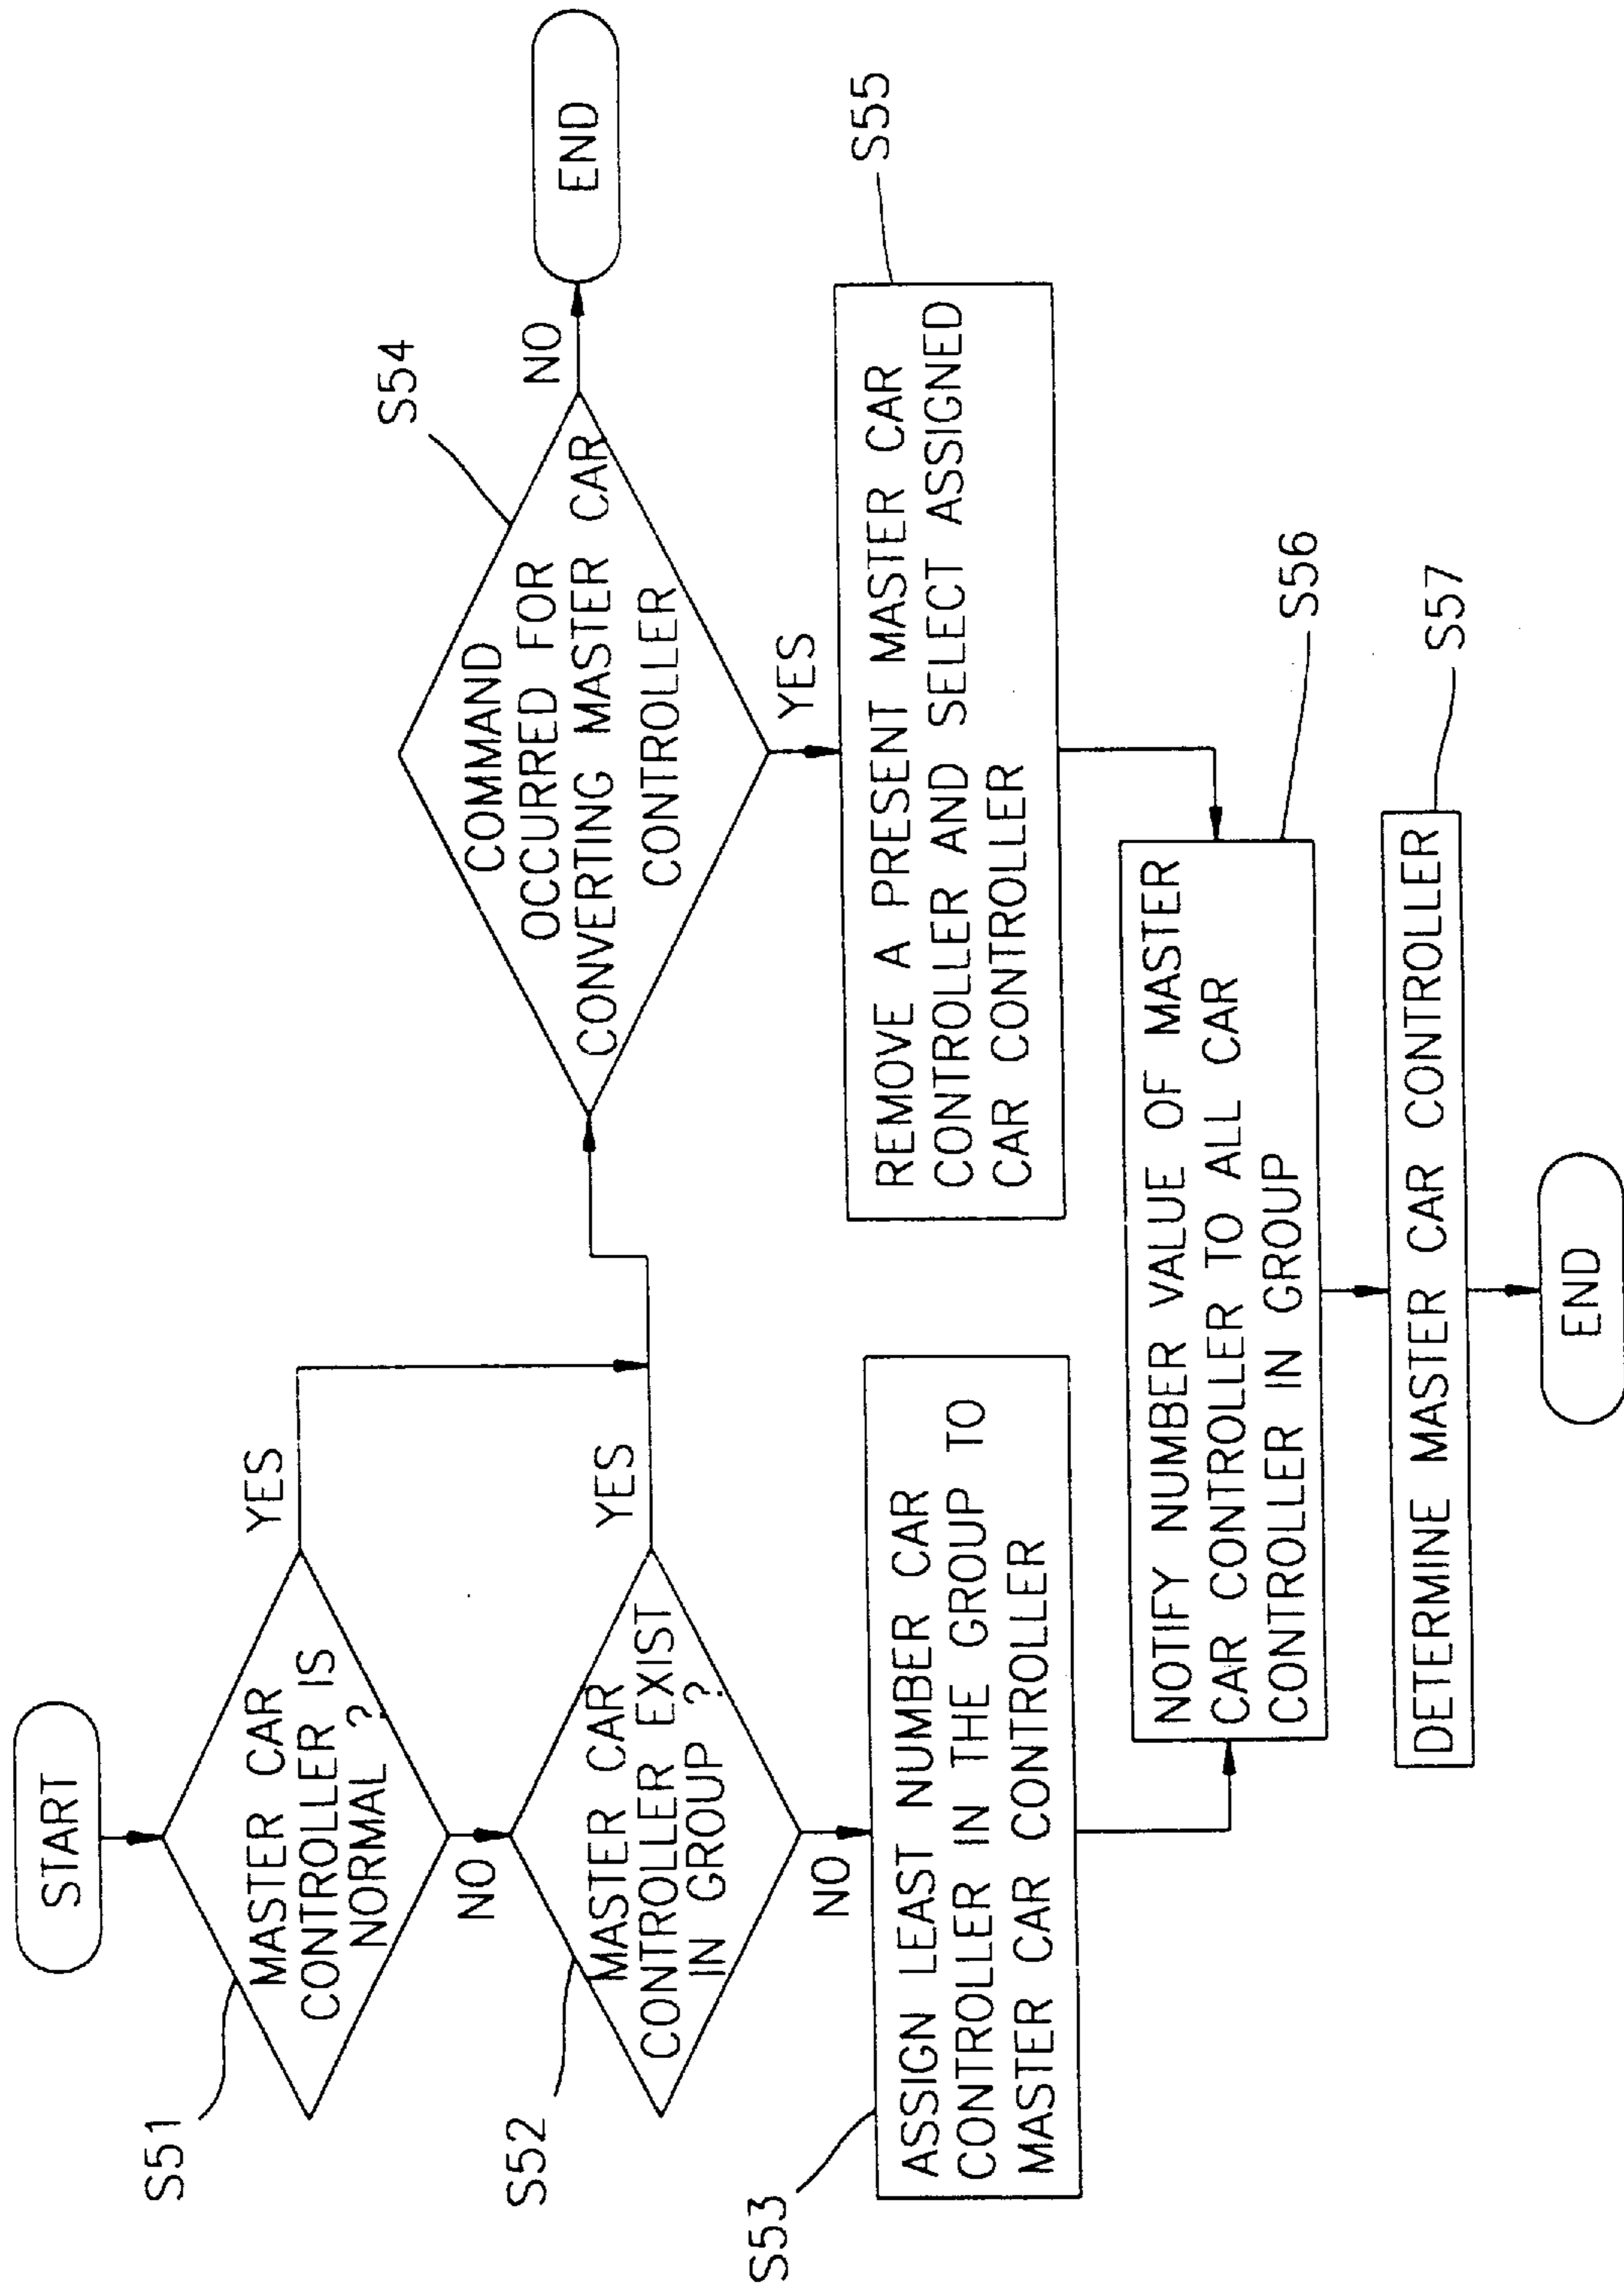 START
S51
MASTER CAR
CONTROLLER IS
NORMAL ?
YES
NO
S52
MASTER CAR
CONTROLLER EXIST
IN GROUP ?
YES
NO
S53
ASSIGN LEAST NUMBER CAR
CONTROLLER IN THE GROUP TO
MASTER CAR CONTROLLER
S54
COMMAND
OCCURRED FOR
CONVERTING MASTER CAR
CONTROLLER
NO
END
YES
S55
REMOVE A PRESENT MASTER CAR
CONTROLLER AND SELECT ASSIGNED
CAR CONTROLLER
S56
NOTIFY NUMBER VALUE OF MASTER
CAR CONTROLLER TO ALL CAR
CONTROLLER IN GROUP
S57
DETERMINE MASTER CAR CONTROLLER
END